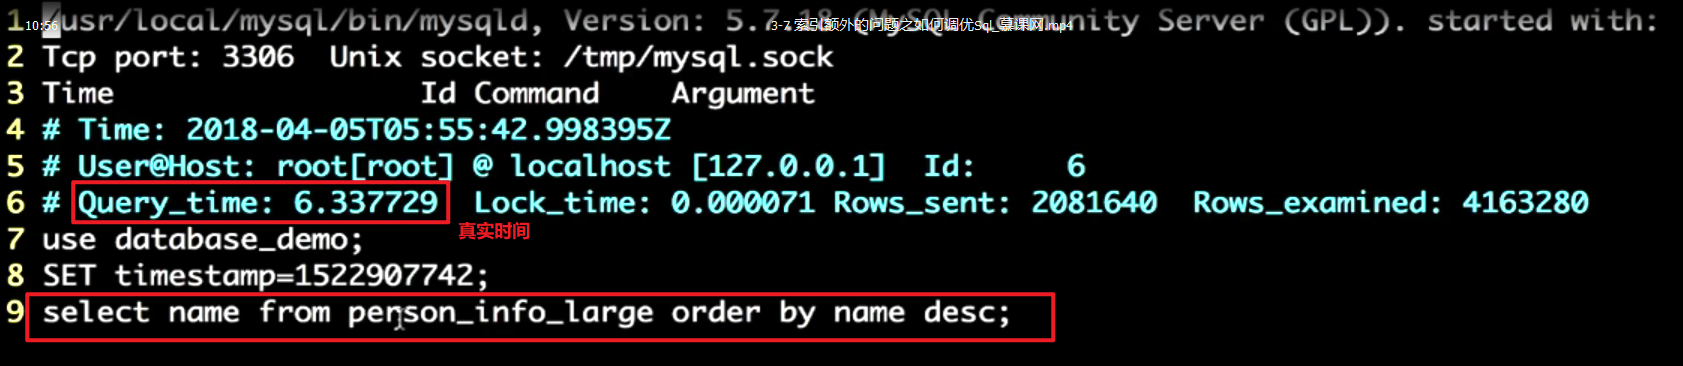 1 /usr/local/mysql/bin/mysqld, Version: 5.7.18 (MySQL Community Server (GPL)). started with:
10:56
3-7 索引额外的问题之如何调优Sql_慕课网.mp4
2 Tcp port: 3306 Unix socket: /tmp/mysql.sock
3 Time Id Command Argument
4 # Time: 2018-04-05T05:55:42.998395Z
5 # User@Host: root[root] @ localhost [127.0.0.1] Id: 6
6 # Query_time: 6.337729 Lock_time: 0.000071 Rows_sent: 2081640 Rows_examined: 4163280
真实时间
7 use database_demo;
8 SET timestamp=1522907742;
9 select name from person_info_large order by name desc;